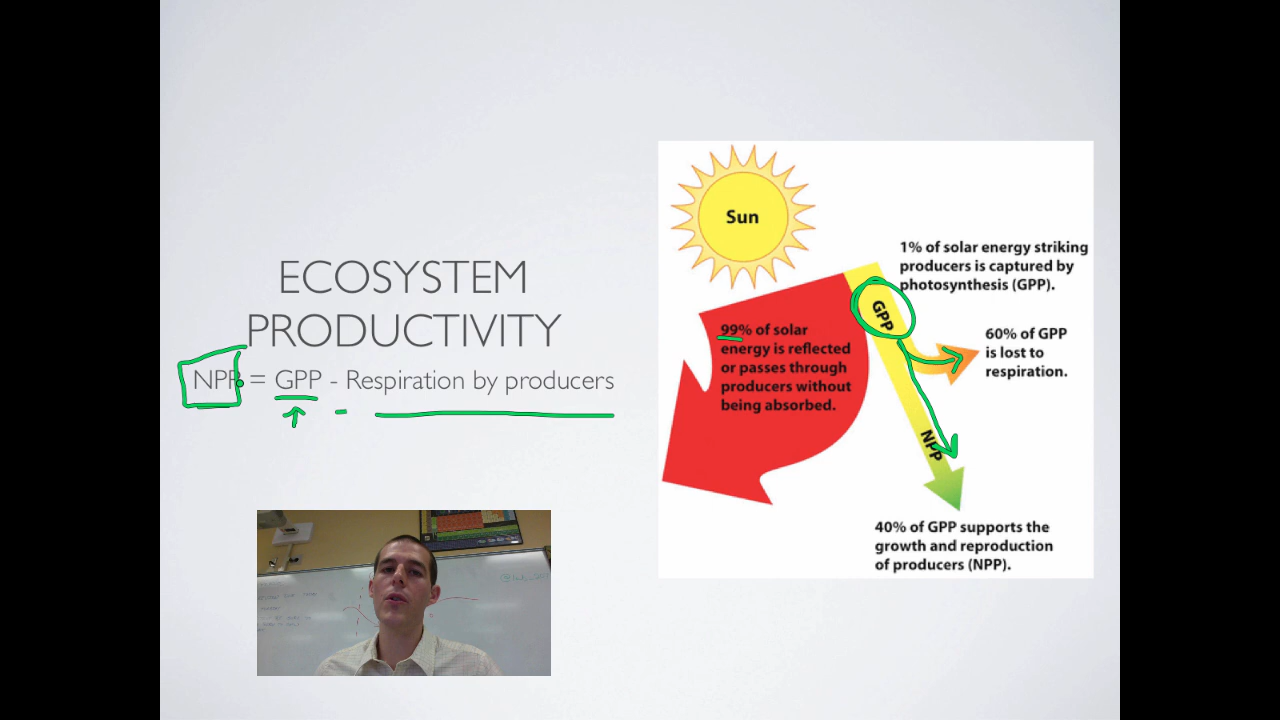 ECOSYSTEM
PRODUCTIVITY
NPP = GPP - Respiration by producers
Sun
1% of solar energy striking
producers is captured by
photosynthesis (GPP).
GPP
99% of solar
energy is reflected
or passes through
producers without
being absorbed.
60% of GPP
is lost to
respiration.
NPP
40% of GPP supports the
growth and reproduction
of producers (NPP).